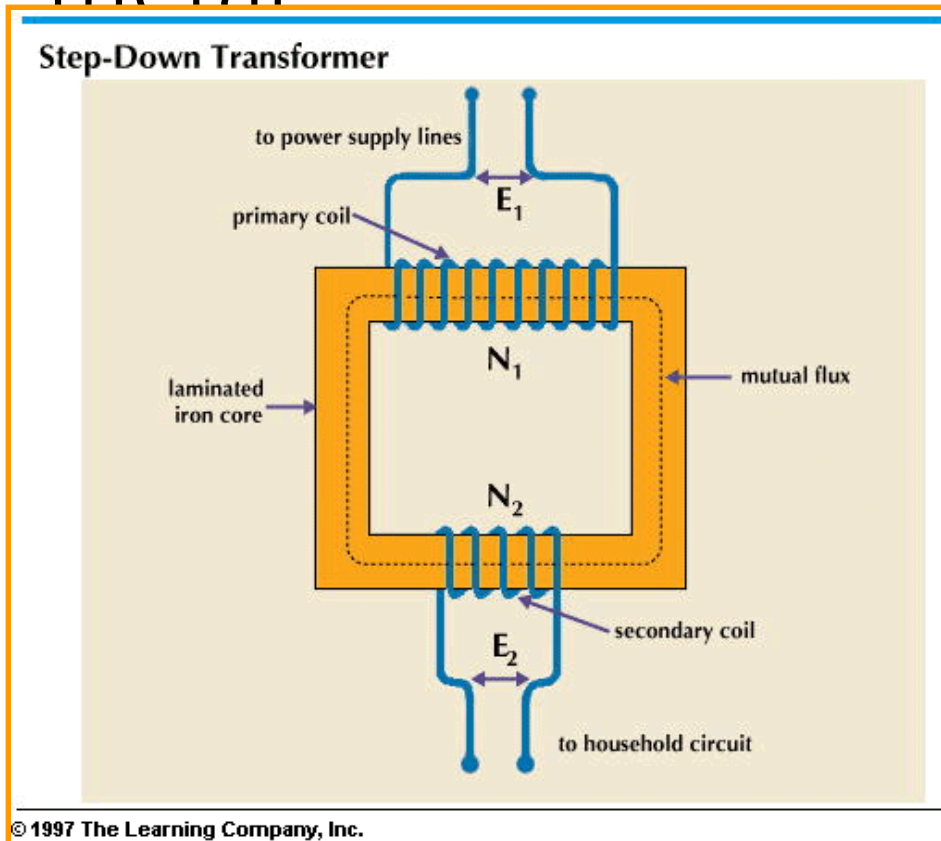 Step-Down Transformer
to power supply lines
E₁
primary coil
N₁
mutual flux
laminated
iron core
N₂
secondary coil
E₂
to household circuit
© 1997 The Learning Company, Inc.